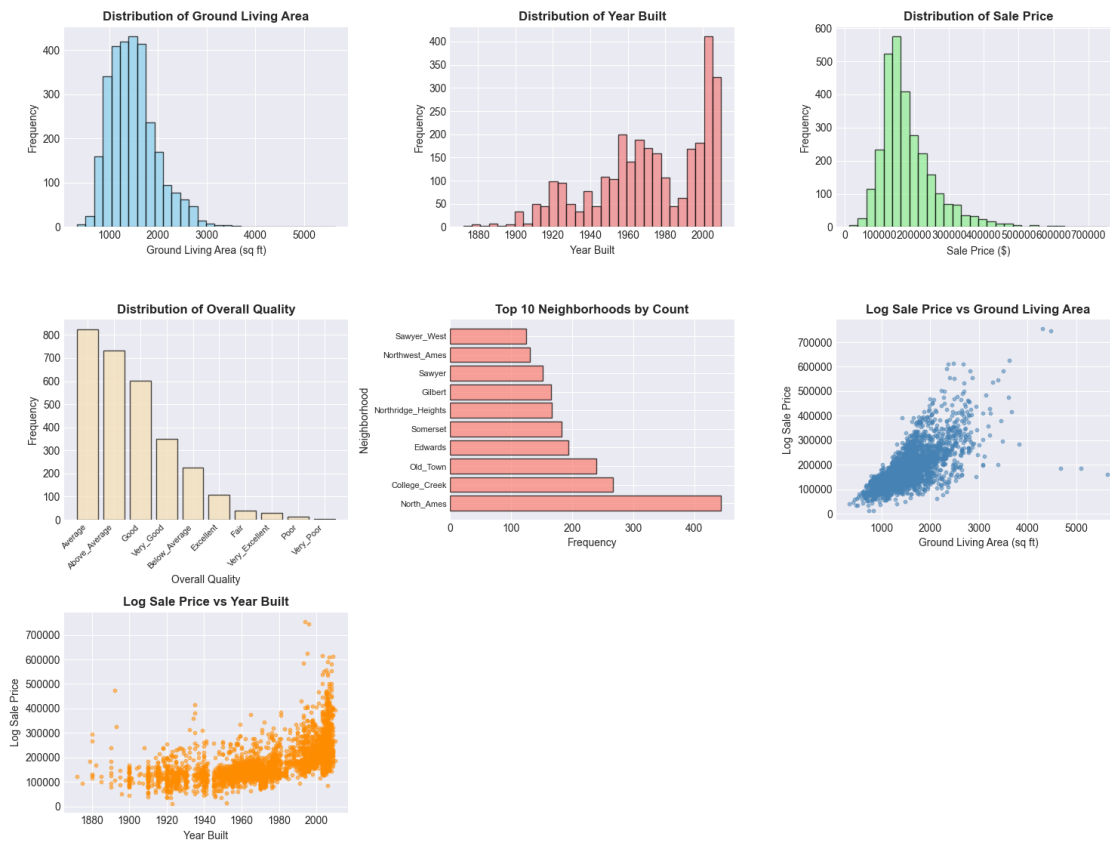 Distribution of Ground Living Area
Frequency
400
300
200
100
0
1000 2000 3000 4000 5000
Ground Living Area (sq ft)
Distribution of Year Built
Frequency
400
350
300
250
200
150
100
50
0
1880 1900 1920 1940 1960 1980 2000
Year Built
Distribution of Sale Price
Frequency
600
500
400
300
200
100
0
0 100000 200000 300000 400000 500000 600000 700000
Sale Price ($)
Distribution of Overall Quality
Frequency
800
700
600
500
400
300
200
100
0
Average
Above_Average
Good
Very_Good
Below_Average
Excellent
Fair
Very_Excellent
Poor
Very_Poor
Overall Quality
Top 10 Neighborhoods by Count
Neighborhood
Sawyer_West
Northwest_Ames
Sawyer
Gilbert
Northridge_Heights
Somerset
Edwards
Old_Town
College_Creek
North_Ames
0 100 200 300 400
Frequency
Log Sale Price vs Ground Living Area
Log Sale Price
700000
600000
500000
400000
300000
200000
100000
0
1000 2000 3000 4000 5000
Ground Living Area (sq ft)
Log Sale Price vs Year Built
Log Sale Price
700000
600000
500000
400000
300000
200000
100000
0
1880 1900 1920 1940 1960 1980 2000
Year Built